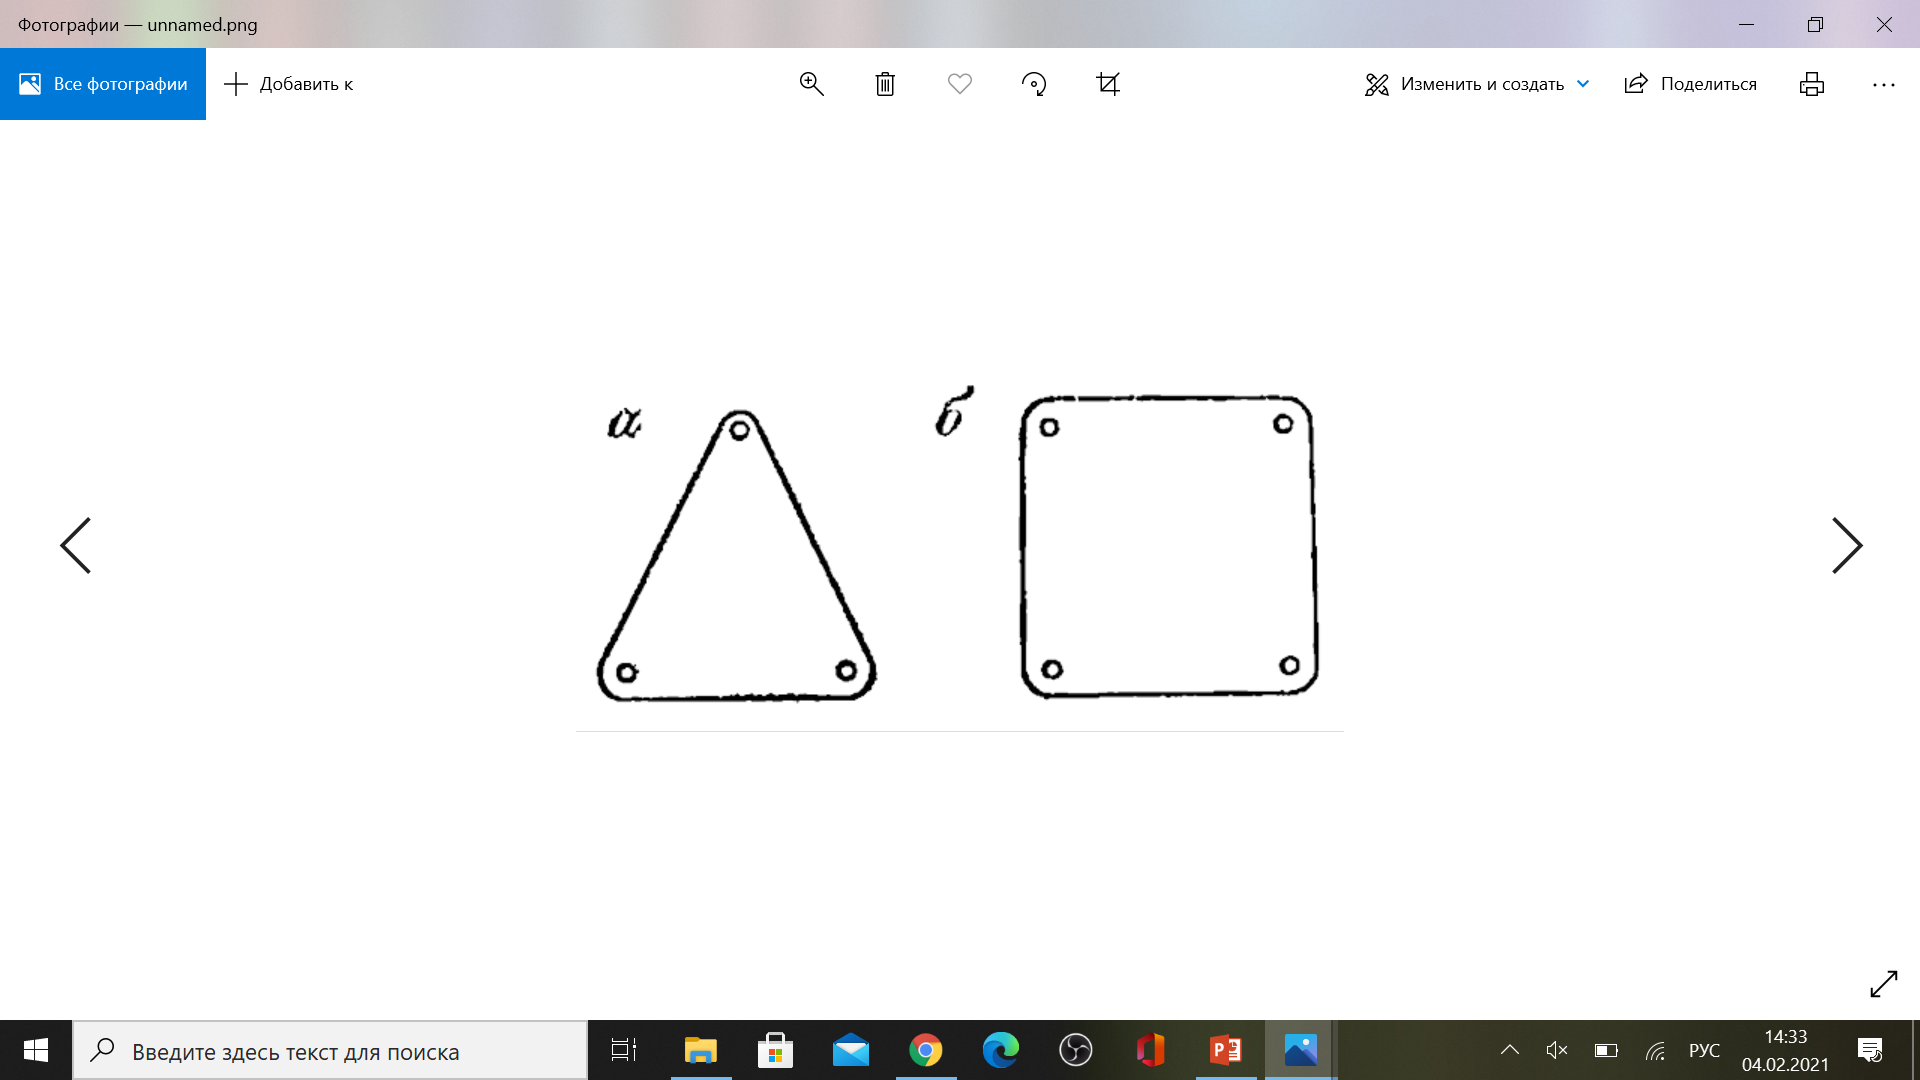 Фотографии — unnamed.png
Все фотографии
Добавить к
Изменить и создать
Поделиться
а
б
Введите здесь текст для поиска
РУС
14:33
04.02.2021